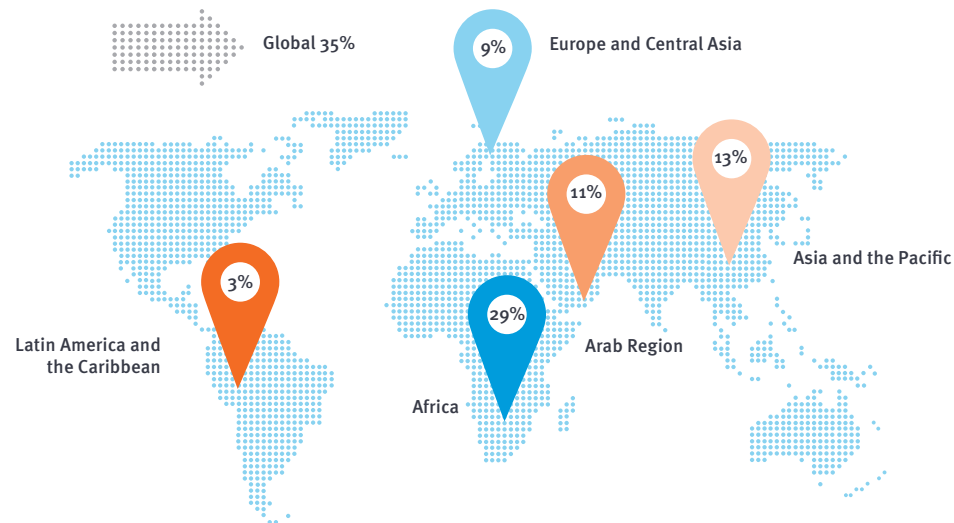 Global 35%
9%
Europe and Central Asia
13%
11%
Asia and the Pacific
3%
29%
Latin America and
the Caribbean
Arab Region
Africa